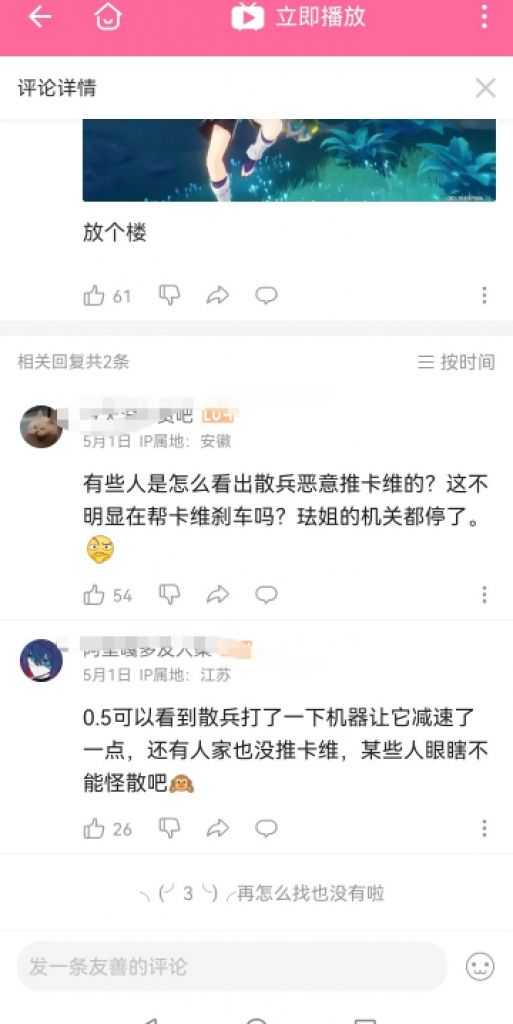 立即播放
评论详情
放个楼
61
相关回复共2条
按时间
贡吧 LV4
5月1日 IP属地：安徽
有些人是怎么看出散兵恶意推卡维的？这不
明显在帮卡维刹车吗？珐姐的机关都停了。
54
5月1日 IP属地：江苏
0.5可以看到散兵打了一下机器让它减速了
一点，还有人家也没推卡维，某些人眼瞎不
能怪散吧
26
╮(╯3╰)╭再怎么找也没有啦
发一条友善的评论